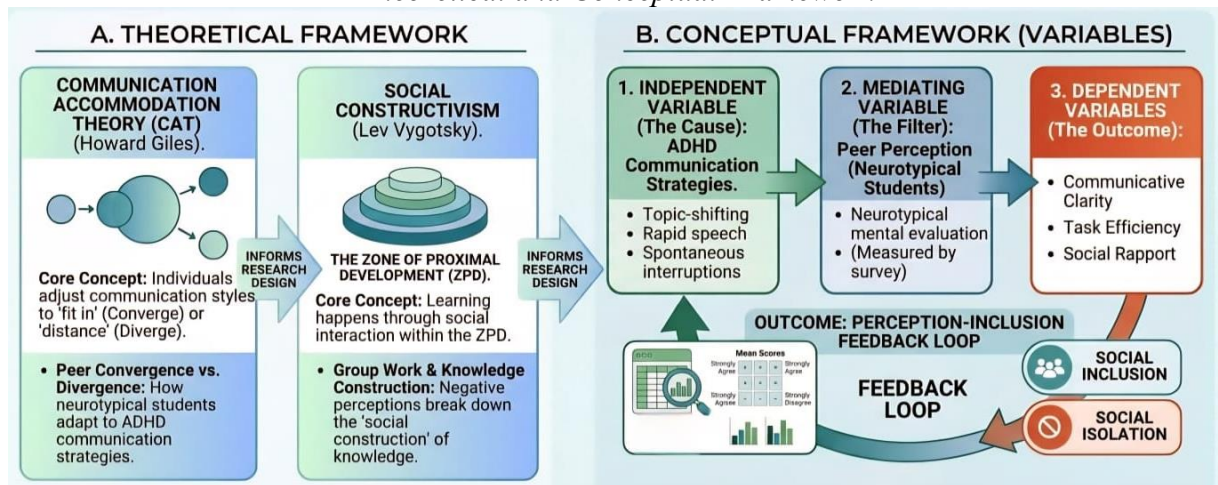 A. THEORETICAL FRAMEWORK
COMMUNICATION
ACCOMMODATION
THEORY (CAT)
(Howard Giles).
Core Concept: Individuals
adjust communication styles
to 'fit in' (Converge) or
'distance' (Diverge).
• Peer Convergence vs.
Divergence: How
neurotypical students
adapt to ADHD
communication
strategies.
INFORMS
RESEARCH
DESIGN
SOCIAL
CONSTRUCTIVISM
(Lev Vygotsky).
THE ZONE OF PROXIMAL
DEVELOPMENT (ZPD).
Core Concept: Learning
happens through social
interaction within the ZPD.
• Group Work & Knowledge
Construction: Negative
perceptions break down
the 'social
construction' of
knowledge.
INFORMS
RESEARCH
DESIGN
B. CONCEPTUAL FRAMEWORK (VARIABLES)
1. INDEPENDENT
VARIABLE
(The Cause):
ADHD
Communication
Strategies.
• Topic-shifting
• Rapid speech
• Spontaneous
interruptions
2. MEDIATING
VARIABLE
(The Filter):
Peer Perception
(Neurotypical
Students)
• Neurotypical
mental evaluation
• (Measured by
survey)
3. DEPENDENT
VARIABLES
(The Outcome):
• Communicative
Clarity
• Task Efficiency
• Social Rapport
OUTCOME: PERCEPTION-INCLUSION
FEEDBACK LOOP
Mean Scores
Strongly
Agree
Strongly
Agree
Strongly
Agree
Strongly
Disagree
FEEDBACK
LOOP
SOCIAL
INCLUSION
SOCIAL
ISOLATION